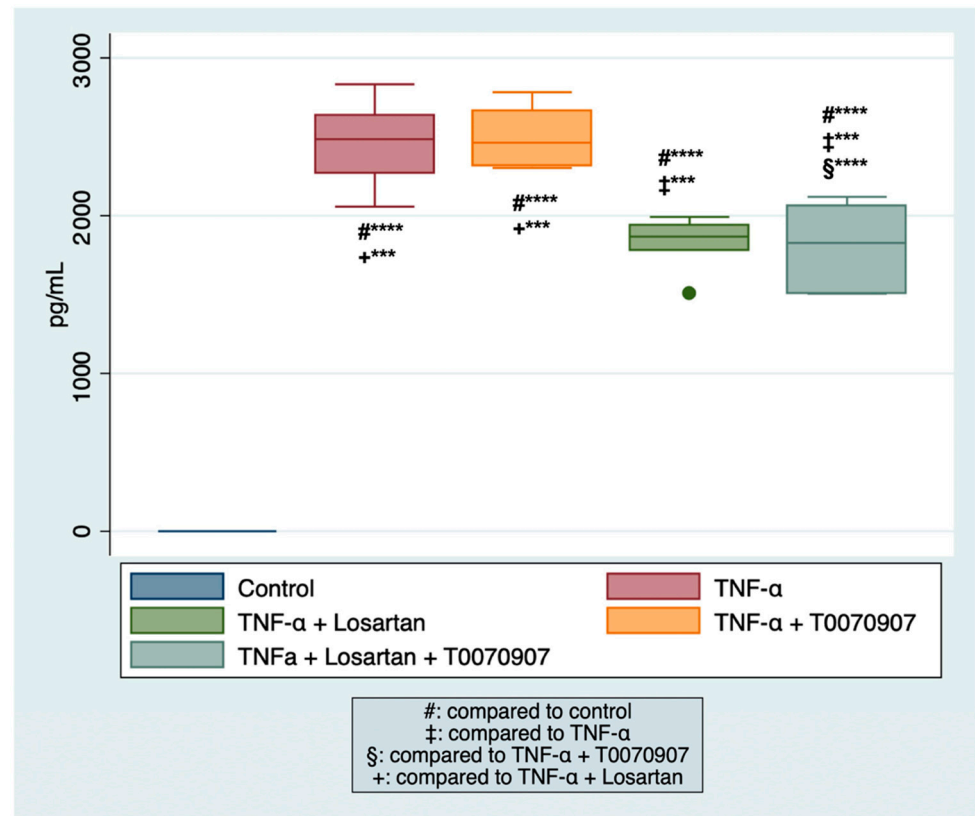 3000
2000
1000
0
pg/mL
#****
+***
#****
+***
#****
‡***
#****
‡***
§****
Control
TNF-α
TNF-α + Losartan
TNF-α + T0070907
TNFa + Losartan + T0070907
#: compared to control
‡: compared to TNF-α
§: compared to TNF-α + T0070907
+: compared to TNF-α + Losartan